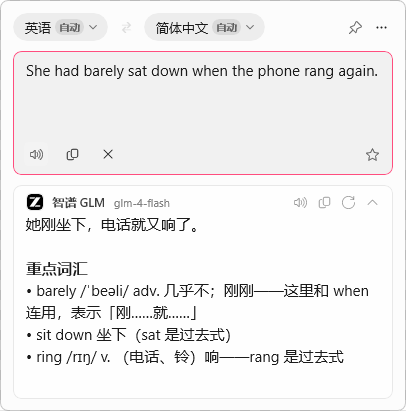 英语 自动 简体中文 自动
She had barely sat down when the phone rang again.
智谱 GLM glm-4-flash
她刚坐下，电话就又响了。
重点词汇
• barely /ˈbeəli/ adv. 几乎不；刚刚——这里和 when
连用，表示「刚……就……」
• sit down 坐下（sat 是过去式）
• ring /rɪŋ/ v. （电话、铃）响——rang 是过去式